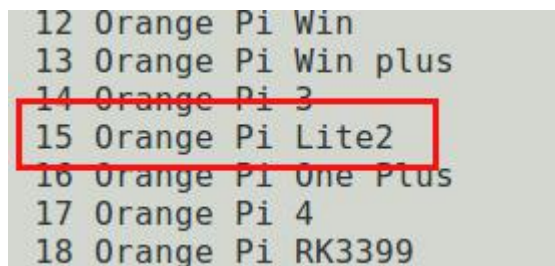 12 Orange Pi Win
13 Orange Pi Win plus
14 Orange Pi 3
15 Orange Pi Lite2
16 Orange Pi One Plus
17 Orange Pi 4
18 Orange Pi RK3399